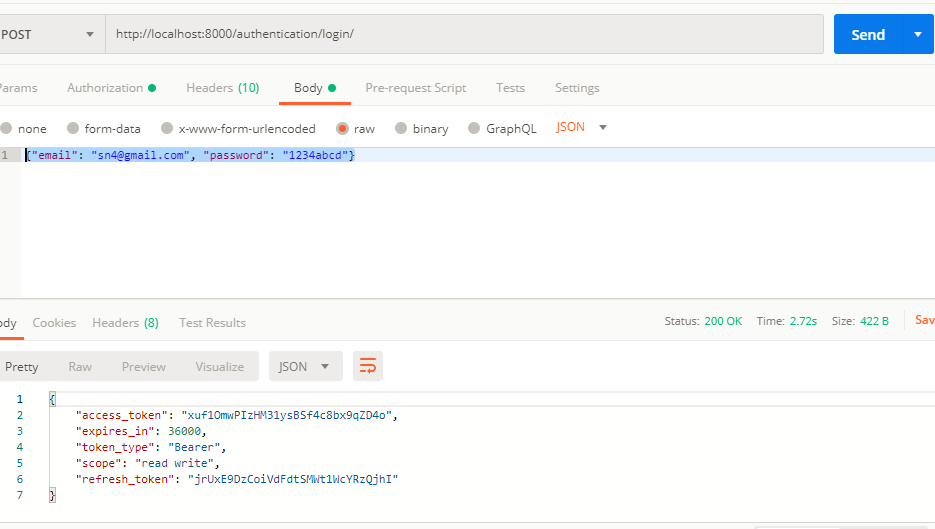 POST http://localhost:8000/authentication/login/ Send
Params Authorization Headers (10) Body Pre-request Script Tests Settings
none form-data x-www-form-urlencoded raw binary GraphQL JSON
1 {"email": "sn4@gmail.com", "password": "1234abcd"}
ody Cookies Headers (8) Test Results Status: 200 OK Time: 2.72s Size: 422 B Sav
Pretty Raw Preview Visualize JSON
1 {
2 "access_token": "xuf1OmwPIzHM31ysBSf4c8bx9qZD4o",
3 "expires_in": 36000,
4 "token_type": "Bearer",
5 "scope": "read write",
6 "refresh_token": "jrUxE9DzCoiVdFdtSMWt1WcYRzQjhI"
7 }